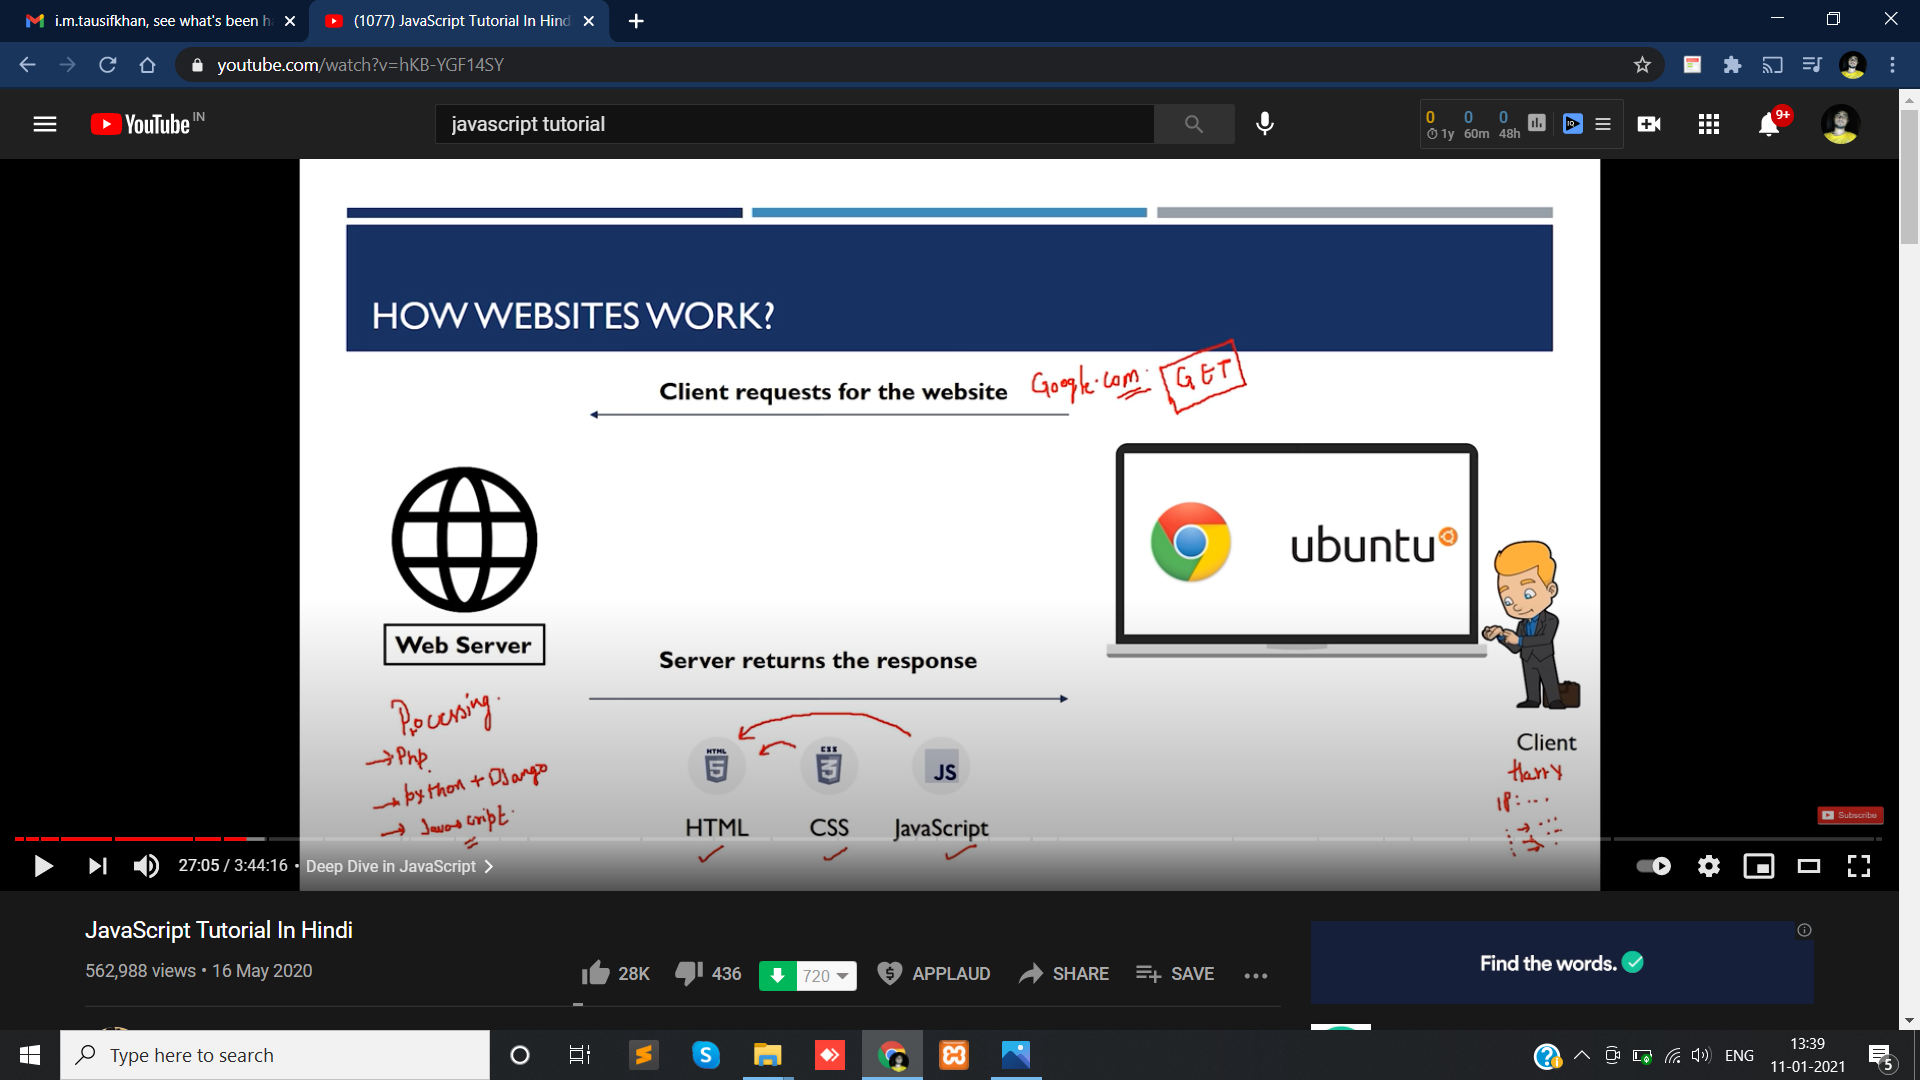 i.m.tausifkhan, see what's been h
(1077) JavaScript Tutorial In Hind
youtube.com/watch?v=hKB-YGF14SY
YouTube IN
javascript tutorial
0 0 0
1y 60m 48h
IQ
9+
HOW WEBSITES WORK?
Client requests for the website Google.com GET
ubuntu
Web Server
Server returns the response
Processing
→ Php
→ python + DJango
→ Javascript
HTML 5
CSS 3
JS
HTML CSS JavaScript
Client
Harry
IP: ...
Subscribe
27:05 / 3:44:16 • Deep Dive in JavaScript
JavaScript Tutorial In Hindi
562,988 views • 16 May 2020
28K 436 720 APPLAUD SHARE SAVE
Find the words.
Type here to search
S
ENG
13:39
11-01-2021
5